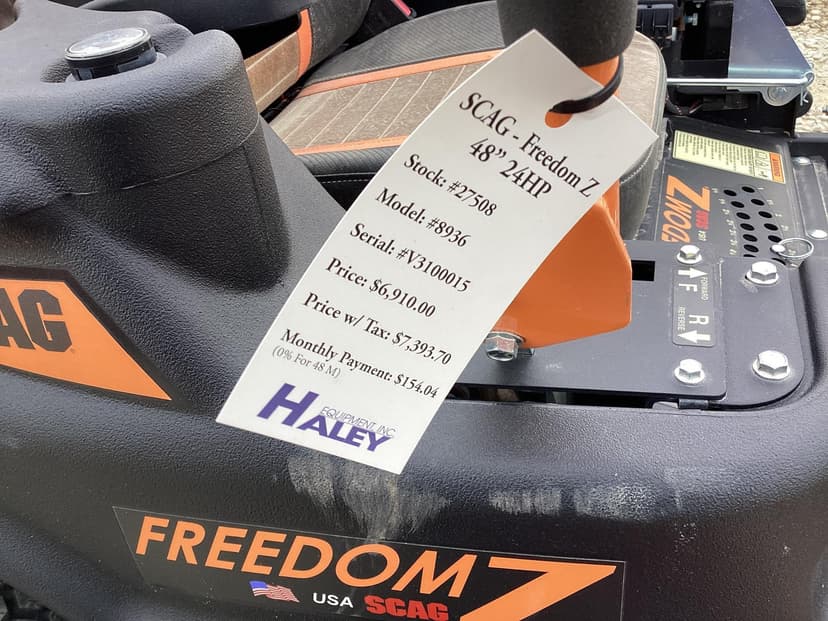 SCAG - Freedom Z
48” 24HP
Stock: #27508
Model: #8936
Serial: #V3100015
Price: $6,910.00
Price w/ Tax: $7,393.70
Monthly Payment: $154.04
(0% For 48 M)
EQUIPMENT INC
HALEY
AG
FREEDOM Z
USA SCAG
FORWARD
F
R
REVERSE
DOM Z